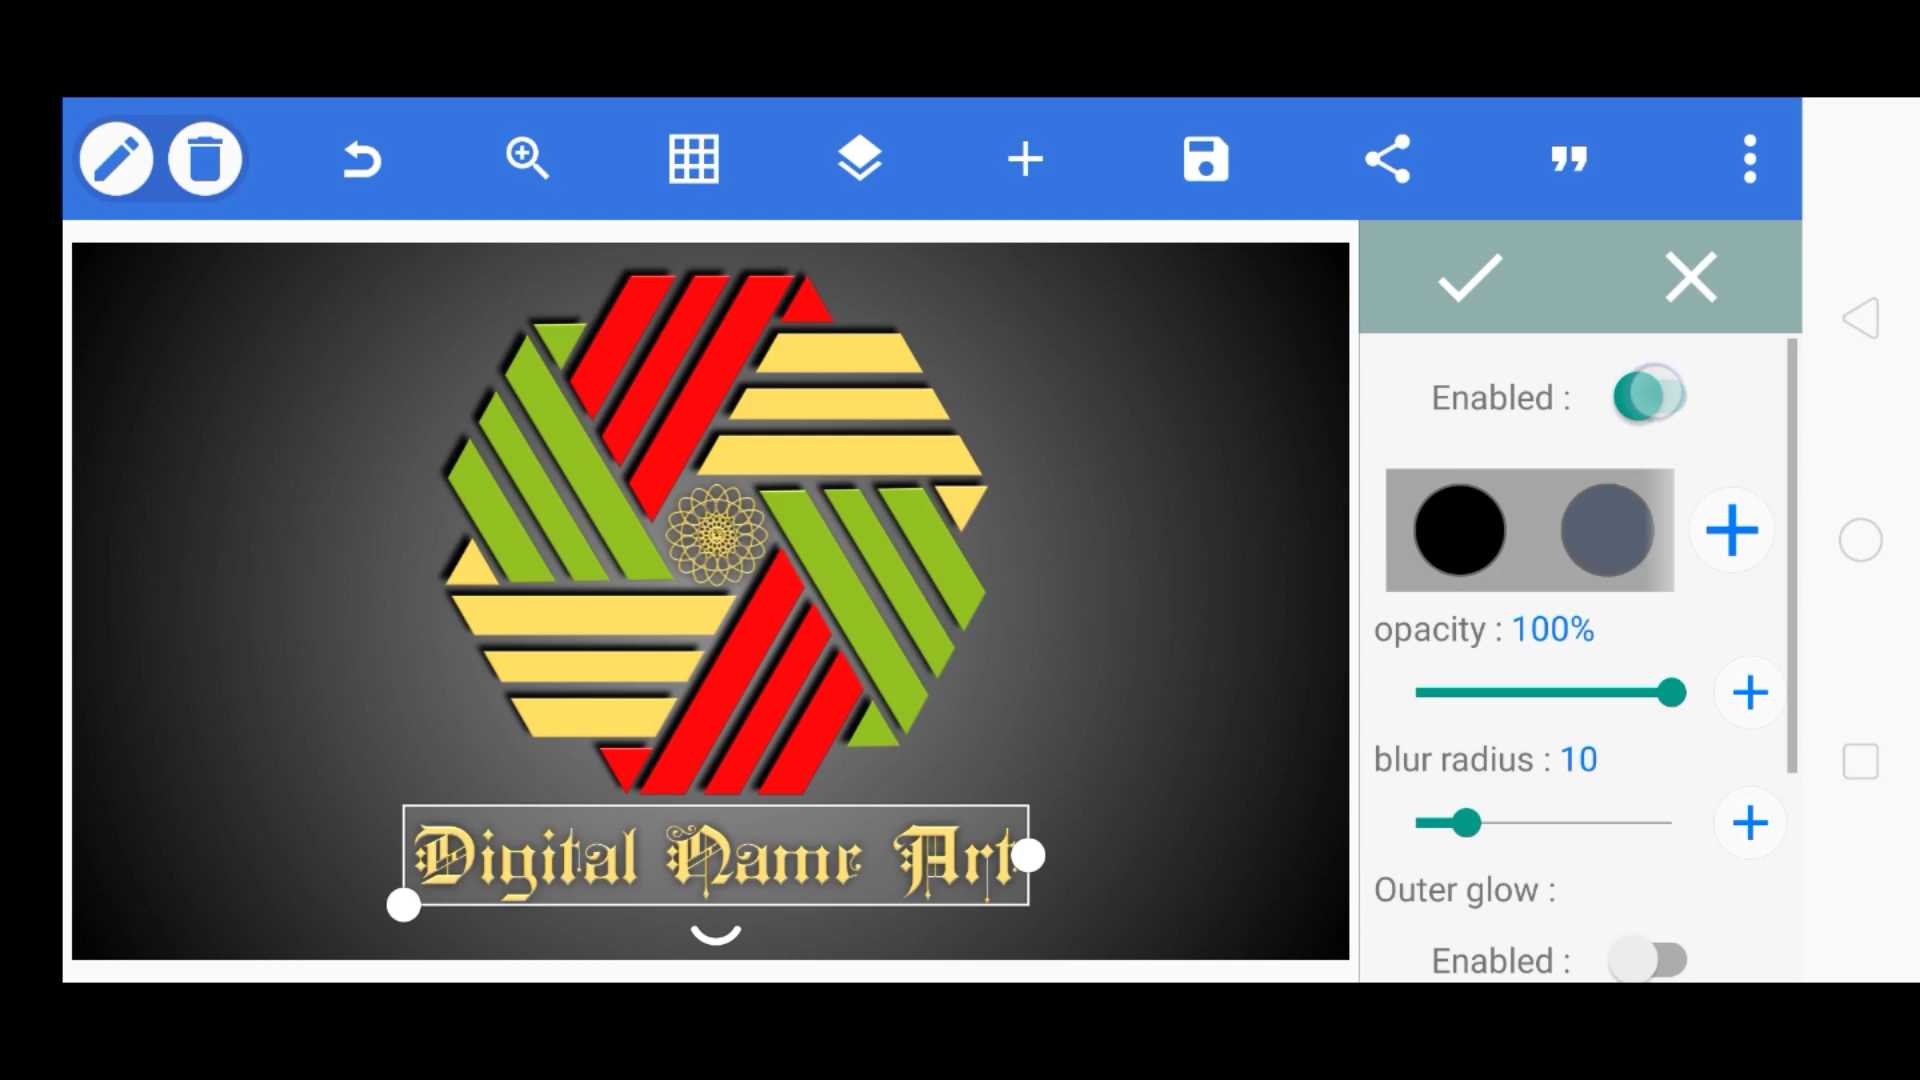 Enabled :
opacity : 100%
blur radius : 10
Outer glow :
Enabled :
Digital Name Art